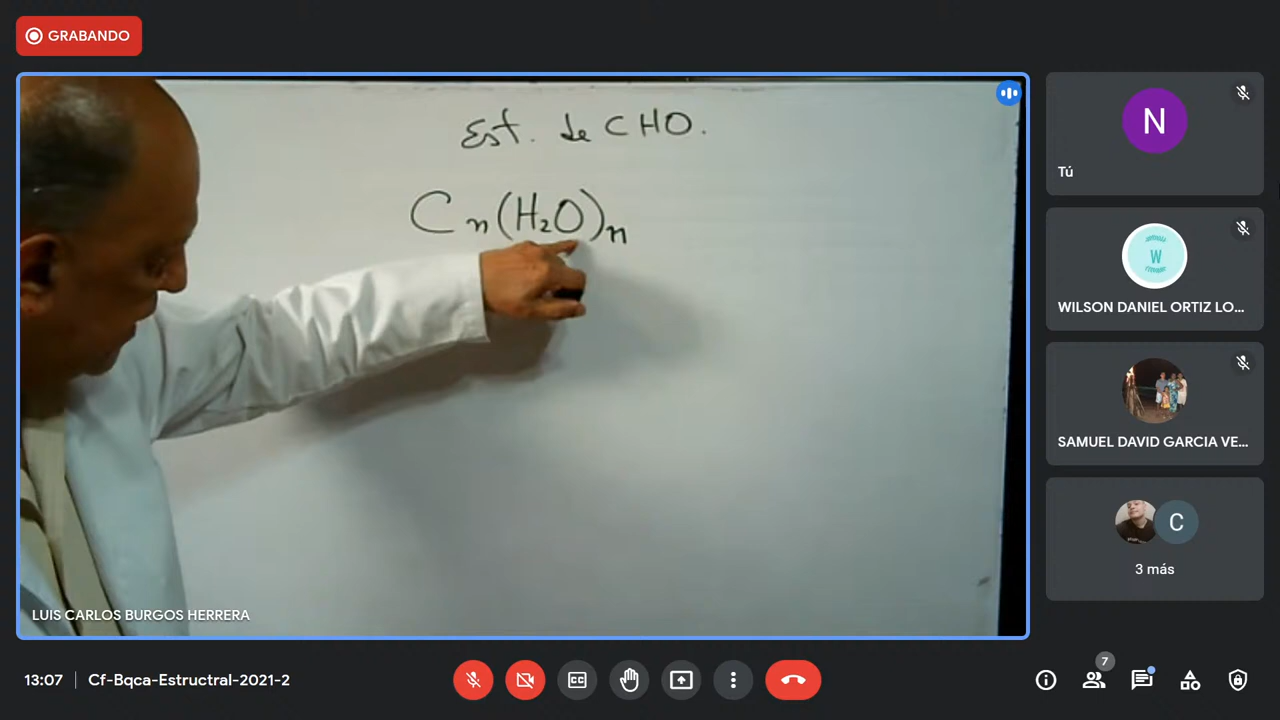 GRABANDO
Est. de CHO.
Cn(H₂O)n
N
Tú
W
WILSON DANIEL ORTIZ LO...
SAMUEL DAVID GARCIA VE...
C
3 más
LUIS CARLOS BURGOS HERRERA
13:07 | Cf-Bqca-Estructral-2021-2
CC
7